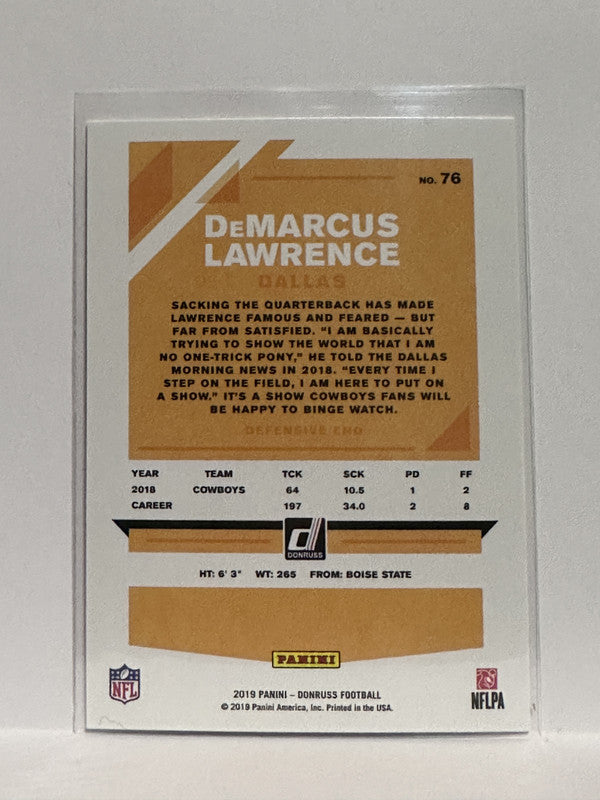 NO. 76
DeMARCUS
LAWRENCE
DALLAS
SACKING THE QUARTERBACK HAS MADE
LAWRENCE FAMOUS AND FEARED — BUT
FAR FROM SATISFIED. “I AM BASICALLY
TRYING TO SHOW THE WORLD THAT I AM
NO ONE-TRICK PONY,” HE TOLD THE DALLAS
MORNING NEWS IN 2018. “EVERY TIME I
STEP ON THE FIELD, I AM HERE TO PUT ON
A SHOW.” IT’S A SHOW COWBOYS FANS WILL
BE HAPPY TO BINGE WATCH.
DEFENSIVE END
YEAR TEAM TCK SCK PD FF
2018 COWBOYS 64 10.5 1 2
CAREER 197 34.0 2 8
d
DONRUSS
HT: 6' 3" WT: 265 FROM: BOISE STATE
PANINI
NFL
2019 PANINI – DONRUSS FOOTBALL
© 2019 Panini America, Inc. Printed in the USA.
NFLPA